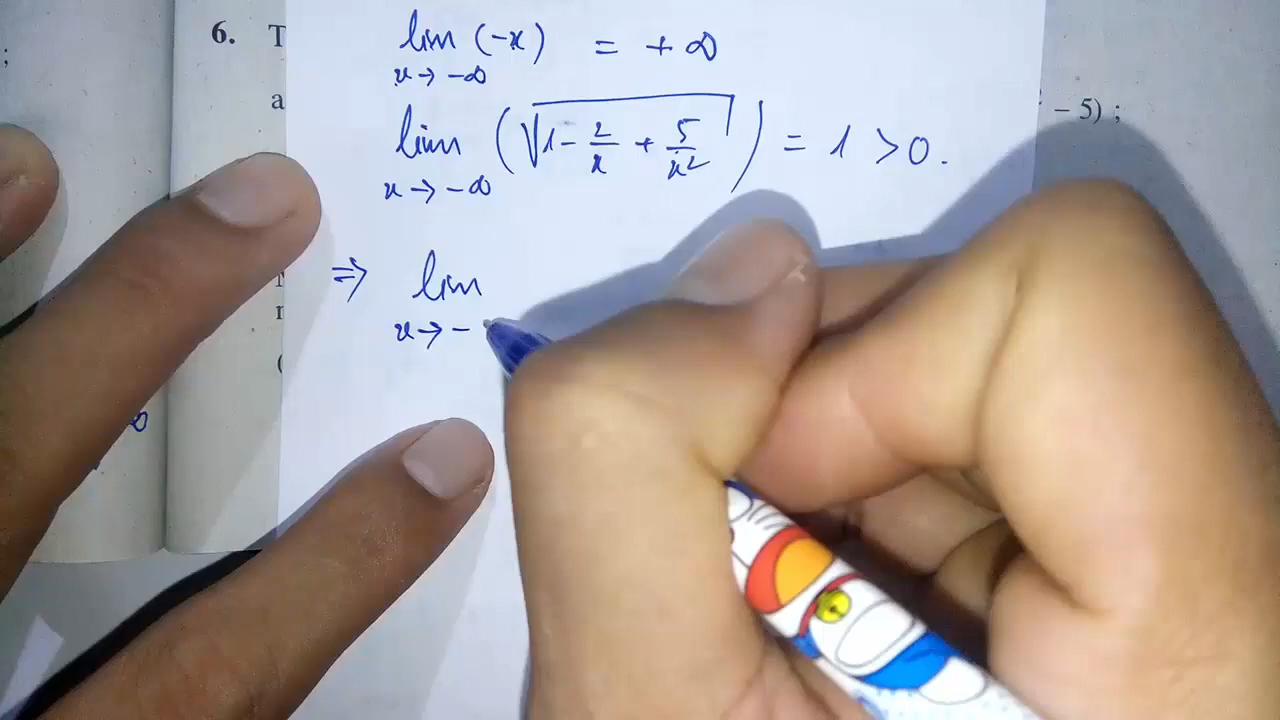 6. T
lim (-x) = +∞
x → -∞
a
- 5) ;
lim (√1 - 2/x + 5/x²) = 1 > 0.
x → -∞
⇒ lim
x → -